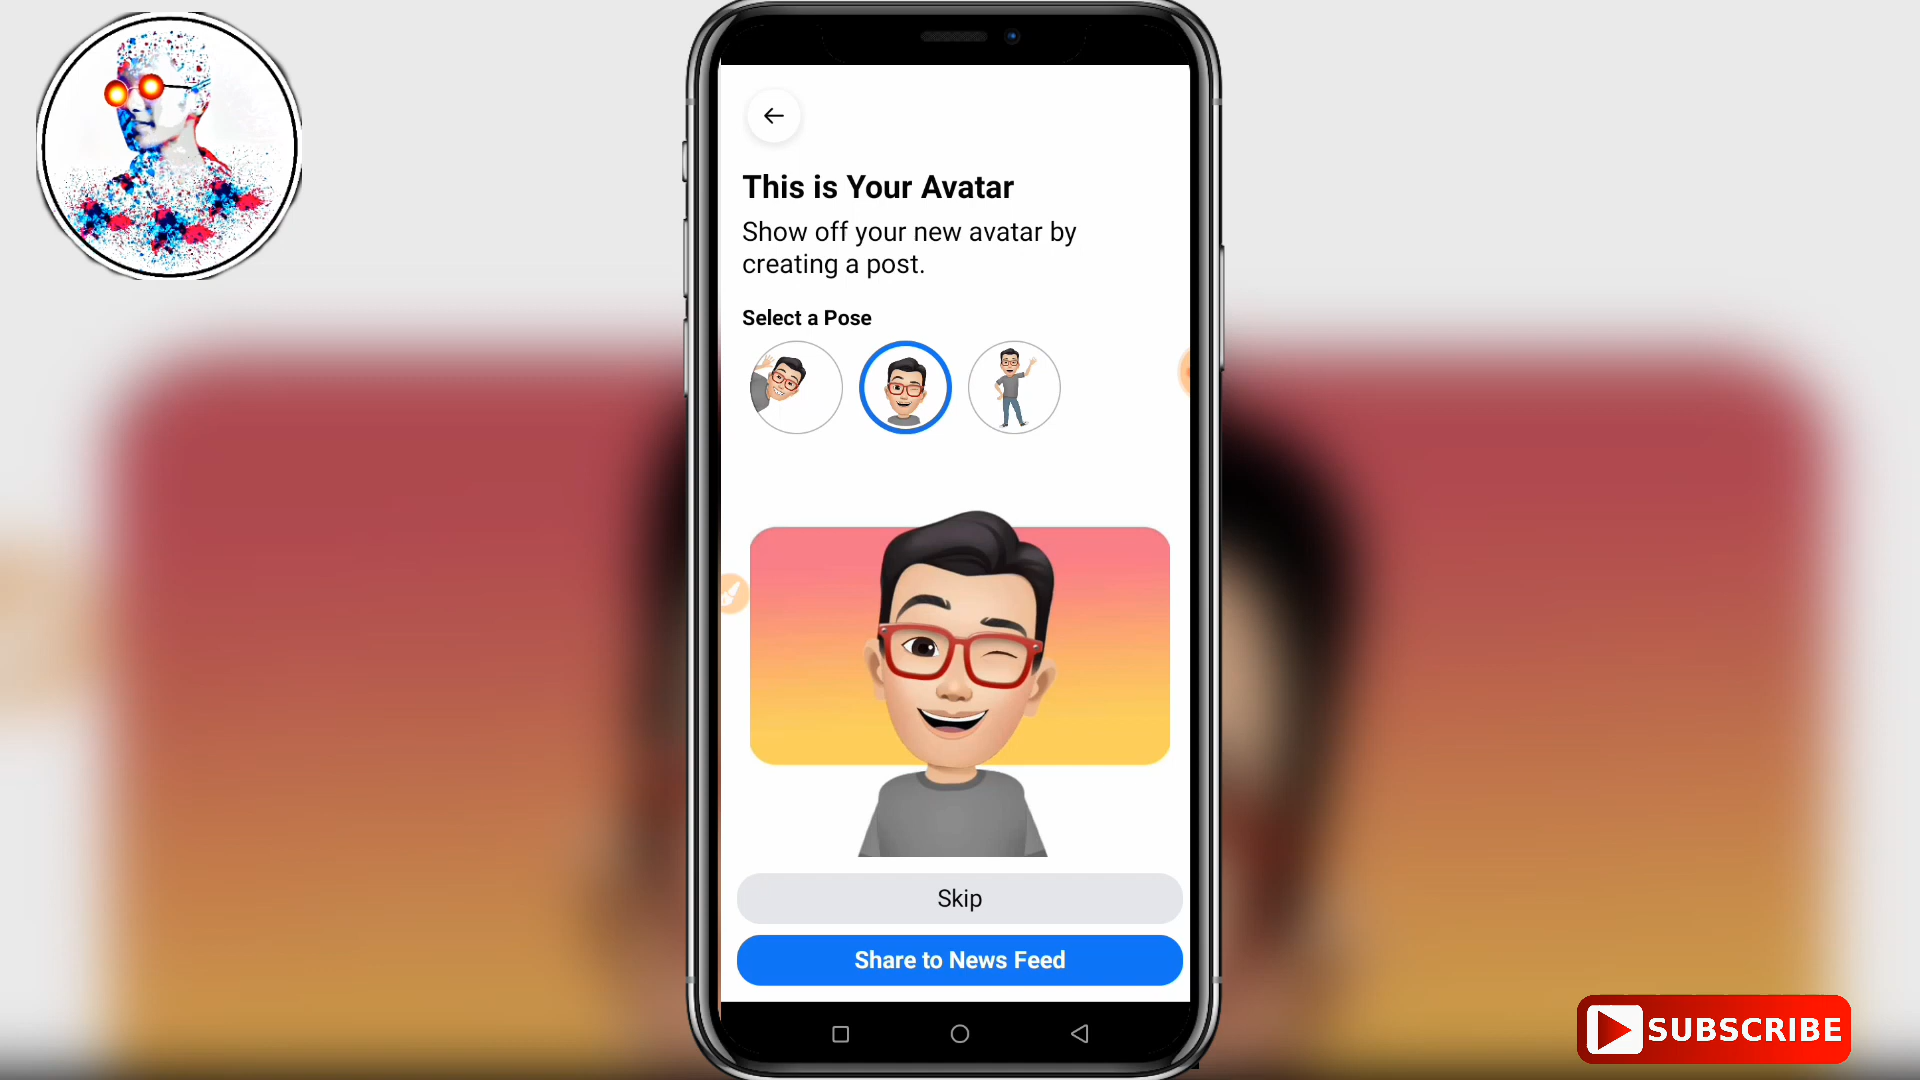 This is Your Avatar
Show off your new avatar by
creating a post.
Select a Pose
Skip
Share to News Feed
SUBSCRIBE